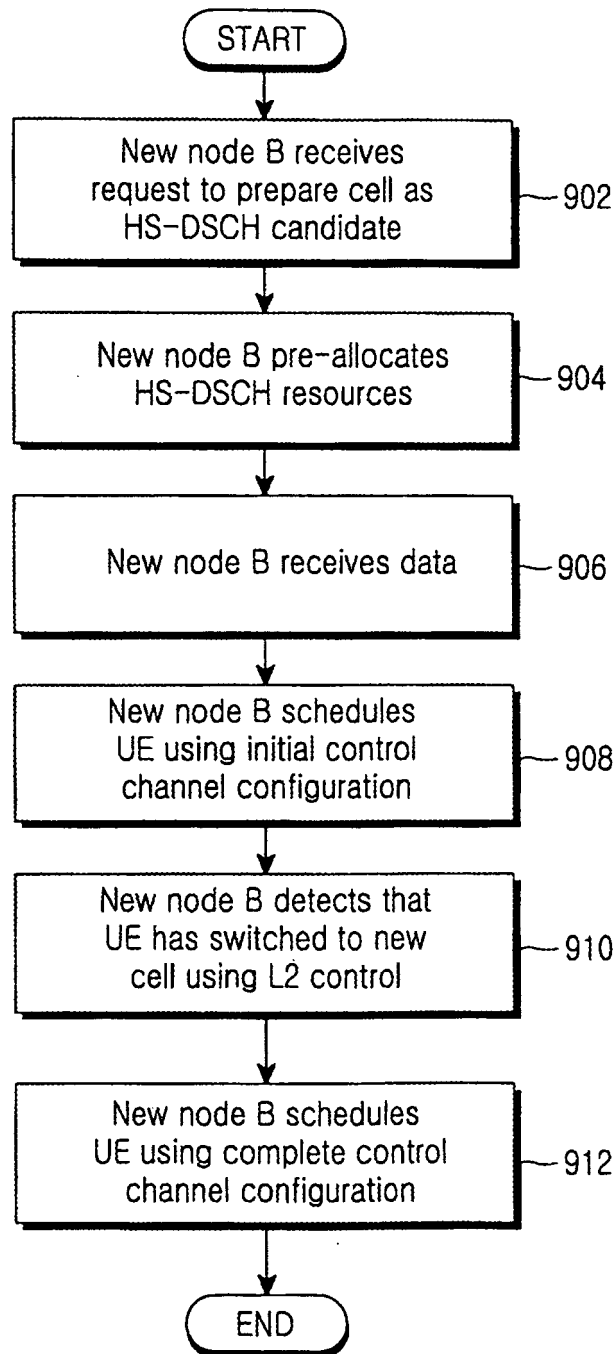 START
New node B receives
request to prepare cell as
HS-DSCH candidate
902
New node B pre-allocates
HS-DSCH resources
904
New node B receives data
906
New node B schedules
UE using initial control
channel configuration
908
New node B detects that
UE has switched to new
cell using L2 control
910
New node B schedules
UE using complete control
channel configuration
912
END